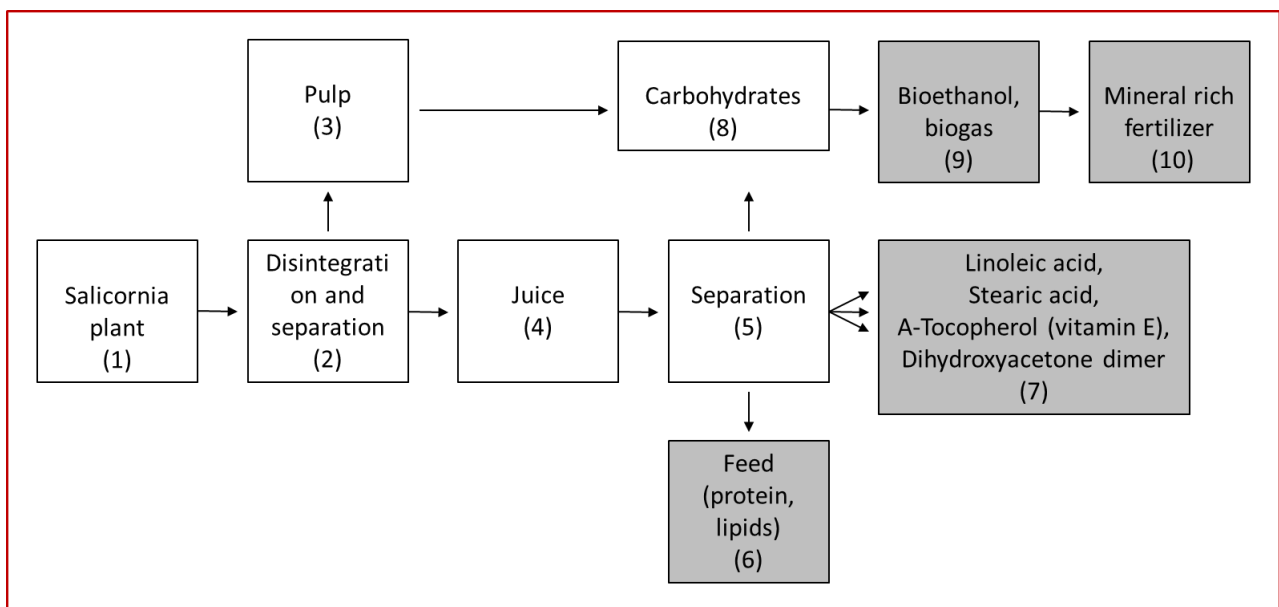 Pulp
(3)
Carbohydrates
(8)
Bioethanol,
biogas
(9)
Mineral rich
fertilizer
(10)
Salicornia
plant
(1)
Disintegrati
on and
separation
(2)
Juice
(4)
Separation
(5)
Linoleic acid,
Stearic acid,
A-Tocopherol (vitamin E),
Dihydroxyacetone dimer
(7)
Feed
(protein,
lipids)
(6)